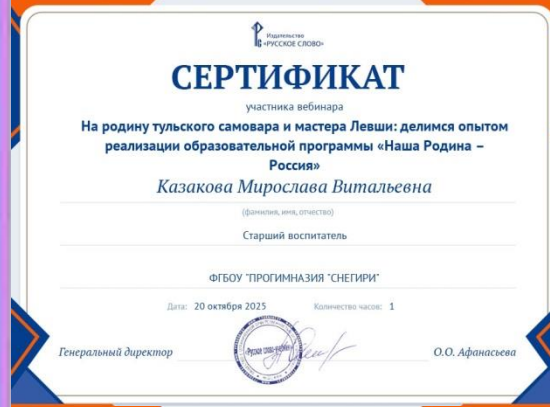 Издательство
«РУССКОЕ СЛОВО»
СЕРТИФИКАТ
участника вебинара
На родину тульского самовара и мастера Левши: делимся опытом
реализации образовательной программы «Наша Родина –
Россия»
Казакова Мирослава Витальевна
(фамилия, имя, отчество)
Старший воспитатель
ФГБОУ "ПРОГИМНАЗИЯ "СНЕГИРИ"
Дата: 20 октября 2025 Количество часов: 1
Генеральный директор О.О. Афанасьева